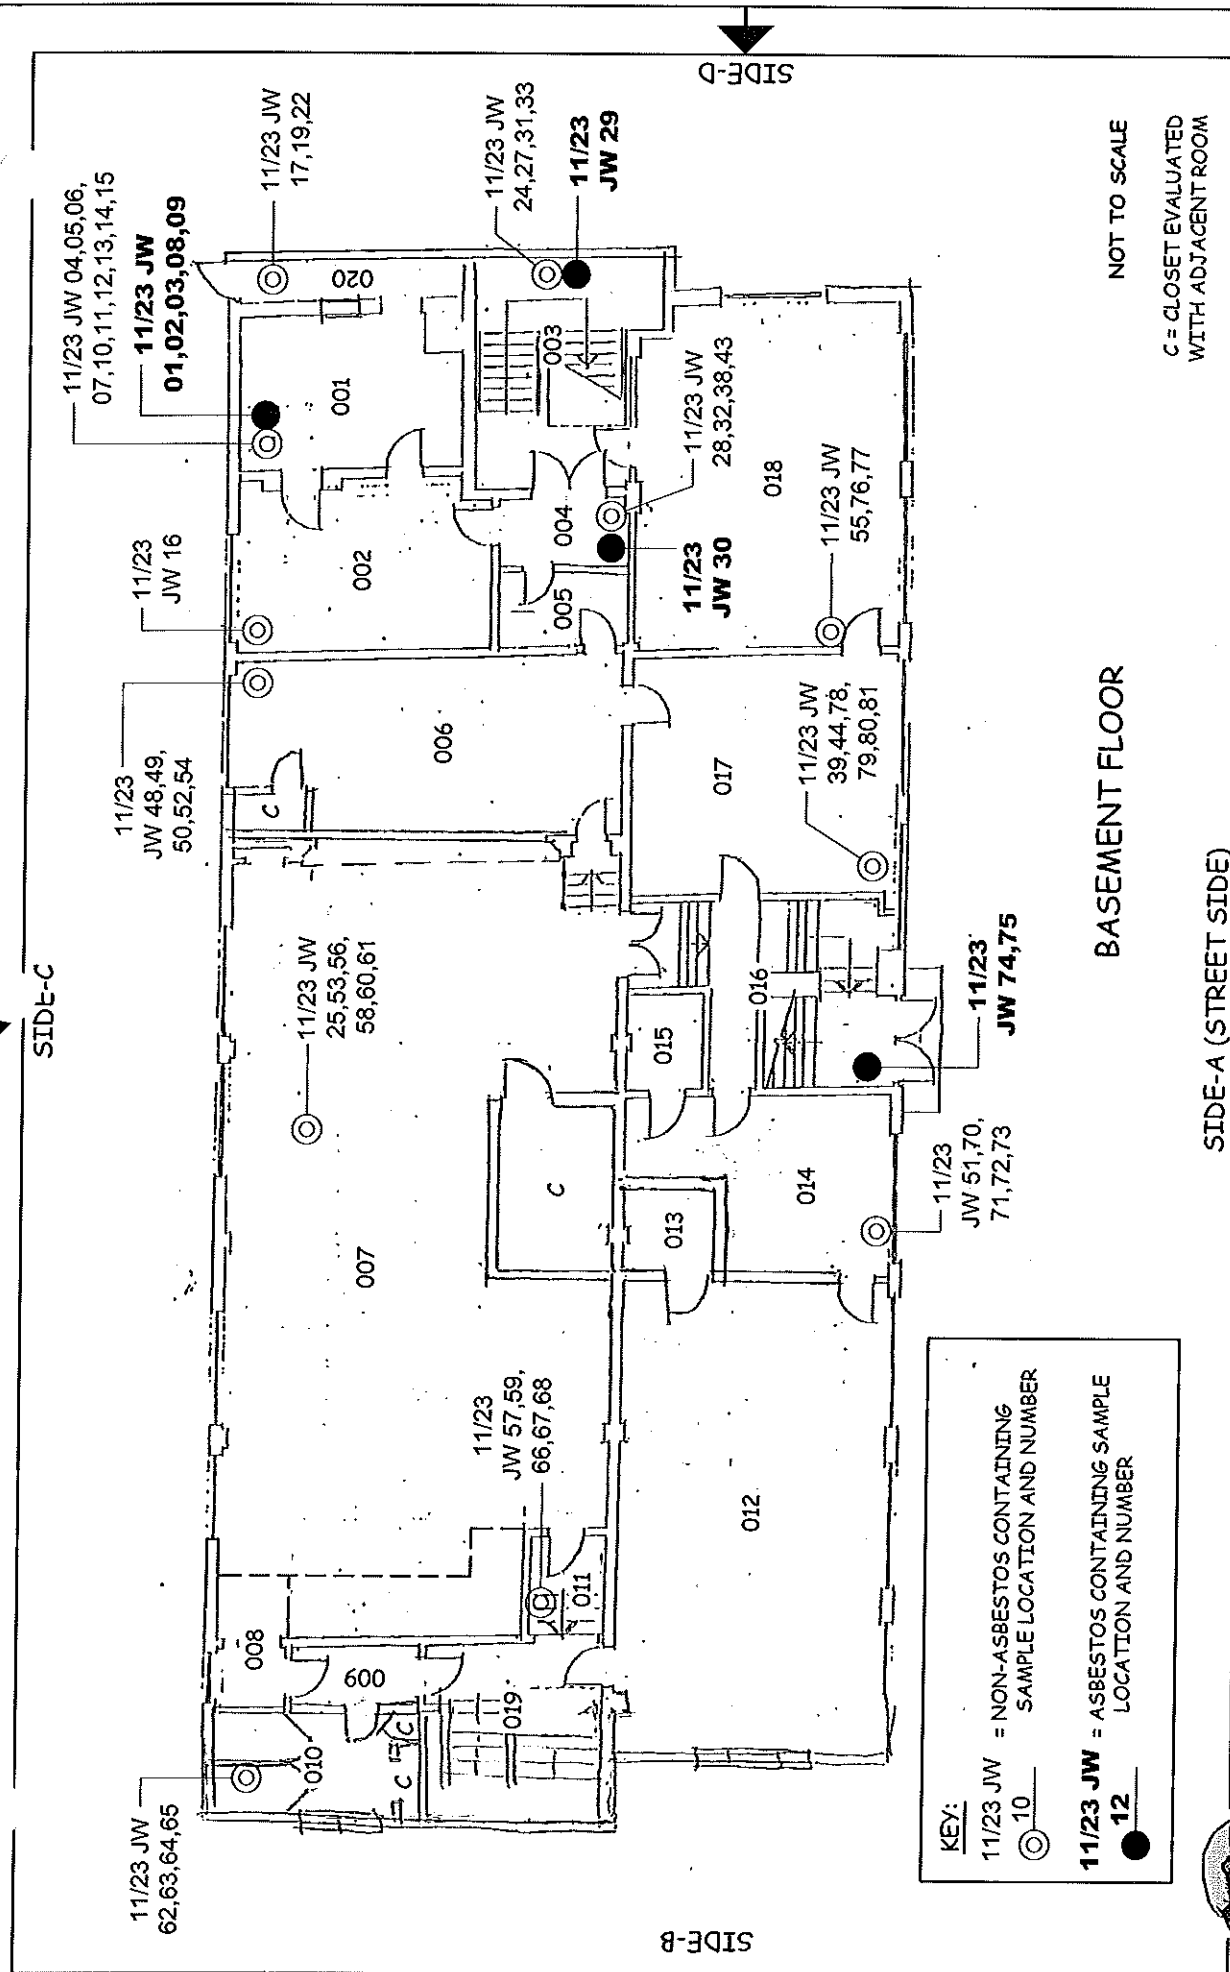 SIDE-C
SIDE-D
SIDE-B
SIDE-A (STREET SIDE)
BASEMENT FLOOR
NOT TO SCALE
C = CLOSET EVALUATED
WITH ADJACENT ROOM
11/23 JW
62,63,64,65
11/23
JW 57,59,
66,67,68
11/23 JW
25,53,56,
58,60,61
11/23
JW 48,49,
50,52,54
11/23
JW 16
11/23 JW 04,05,06,
07,10,11,12,13,14,15
11/23 JW
01,02,03,08,09
11/23 JW
17,19,22
11/23 JW
24,27,31,33
11/23
JW 29
11/23 JW
28,32,38,43
11/23
JW 30
11/23 JW
55,76,77
11/23 JW
39,44,78,
79,80,81
11/23
JW 74,75
11/23
JW 51,70,
71,72,73
001
002
003
004
005
006
007
008
009
010
011
012
013
014
015
016
017
018
019
020
C
C
C
C
KEY:
11/23 JW
10
= NON-ASBESTOS CONTAINING
SAMPLE LOCATION AND NUMBER
11/23 JW
12
= ASBESTOS CONTAINING SAMPLE
LOCATION AND NUMBER